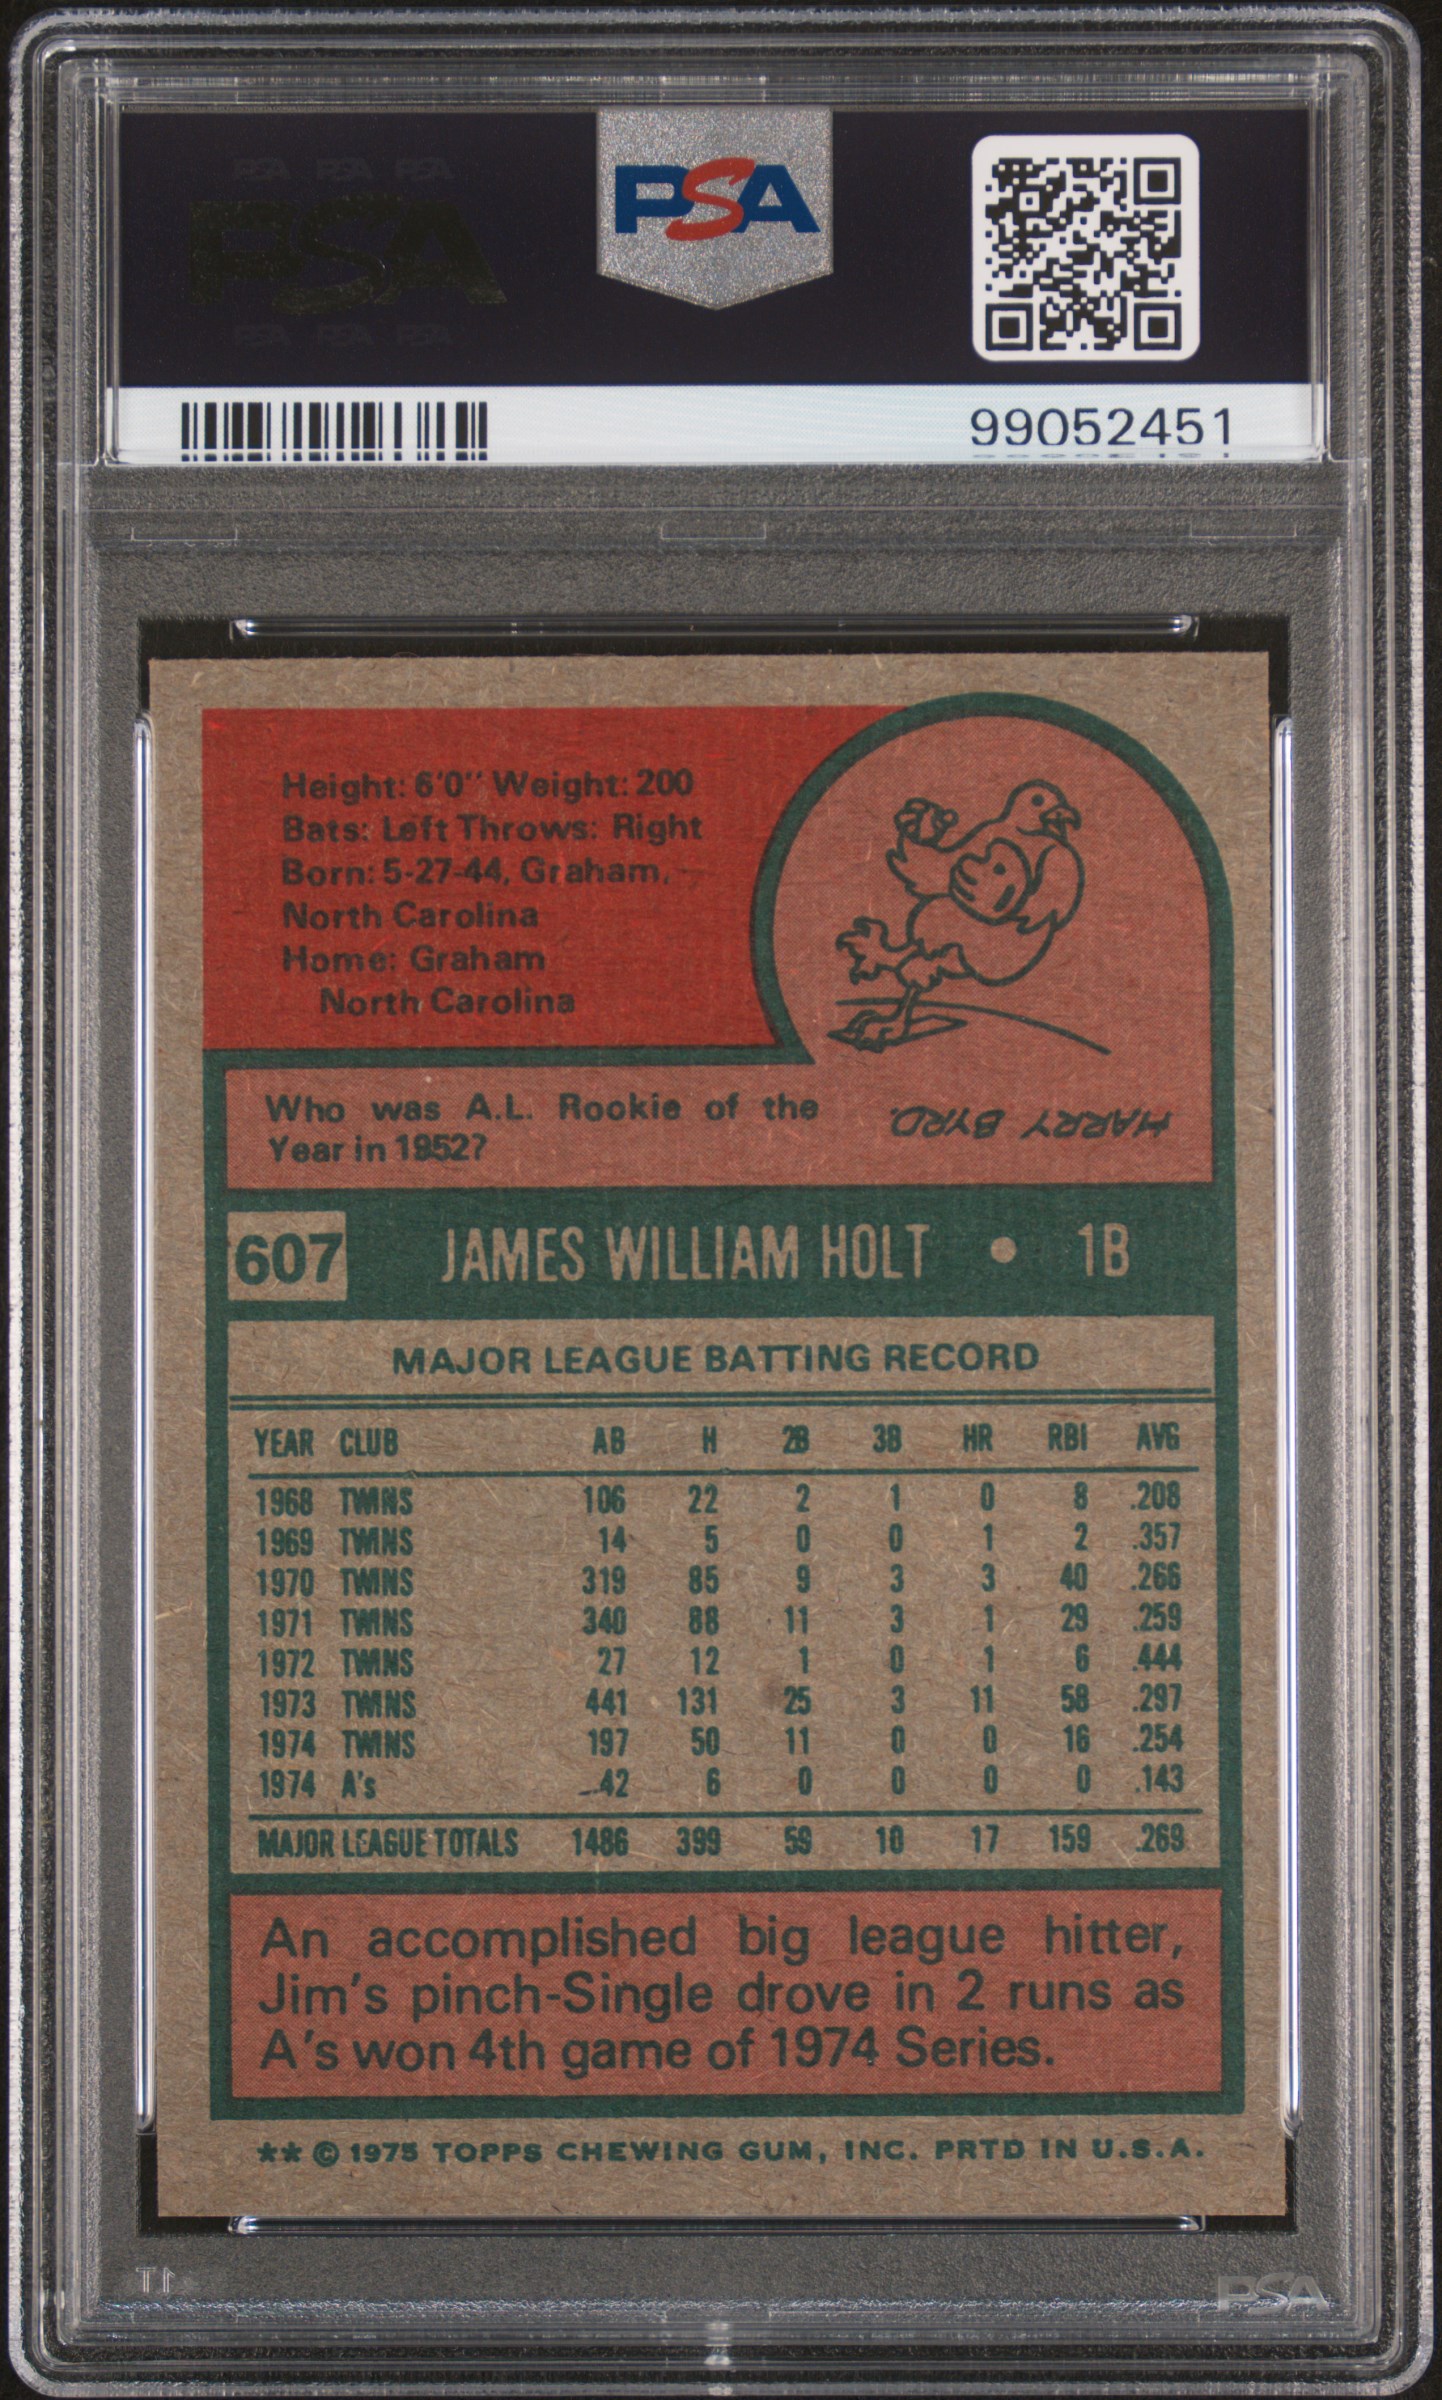 PSA PSA PSA
PSA
PSA PSA PSA
PSA
99052451
Height: 6'0'' Weight: 200
Bats: Left Throws: Right
Born: 5-27-44, Graham,
North Carolina
Home: Graham
North Carolina
Who was A.L. Rookie of the
Year in 1952?
HARRY BYRD.
607 JAMES WILLIAM HOLT • 1B
MAJOR LEAGUE BATTING RECORD
YEAR CLUB AB H 2B 3B HR RBI AVG
1968 TWINS 106 22 2 1 0 8 .208
1969 TWINS 14 5 0 0 1 2 .357
1970 TWINS 319 85 9 3 3 40 .266
1971 TWINS 340 88 11 3 1 29 .259
1972 TWINS 27 12 1 0 1 6 .444
1973 TWINS 441 131 25 3 11 58 .297
1974 TWINS 197 50 11 0 0 16 .254
1974 A's 42 6 0 0 0 0 .143
MAJOR LEAGUE TOTALS 1486 399 59 10 17 159 .269
An accomplished big league hitter,
Jim's pinch-Single drove in 2 runs as
A's won 4th game of 1974 Series.
** © 1975 TOPPS CHEWING GUM, INC. PRTD IN U.S.A.
PSA